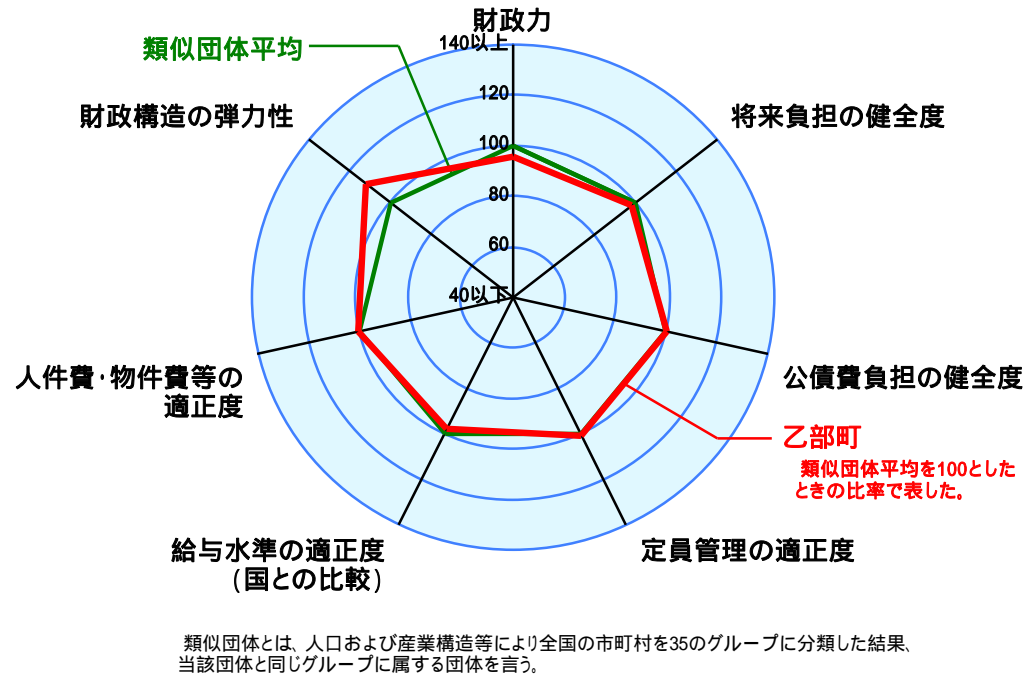 財政力
140以上
類似団体平均
120
財政構造の弾力性
将来負担の健全度
100
80
60
40以下
人件費・物件費等の
適正度
公債費負担の健全度
乙部町
類似団体平均を100とした
ときの比率で表した。
給与水準の適正度
(国との比較)
定員管理の適正度
類似団体とは、人口および産業構造等により全国の市町村を35のグループに分類した結果、
当該団体と同じグループに属する団体を言う。